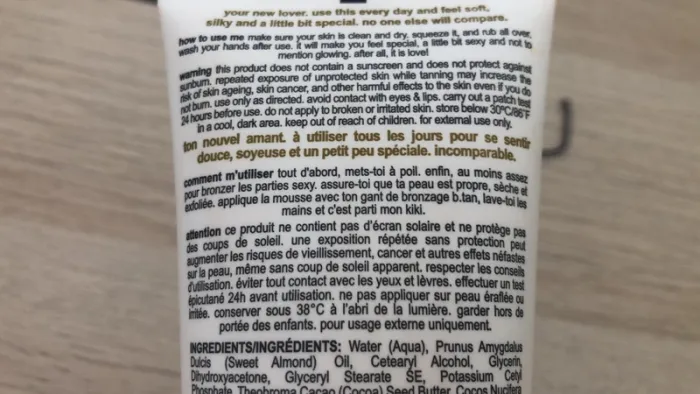 your new lover. use this every day and feel soft,
silky and a little bit special. no one else will compare.
how to use me make sure your skin is clean and dry. squeeze it, and rub all over.
wash your hands after use. it will make you feel special, a little bit sexy and not to
mention glowing. after all, it is love!
warning this product does not contain a sunscreen and does not protect against
sunburn. repeated exposure of unprotected skin while tanning may increase the
risk of skin ageing, skin cancer, and other harmful effects to the skin even if you do
not burn. use only as directed. avoid contact with eyes & lips. carry out a patch test
24 hours before use. do not apply to broken or irritated skin. store below 30°C/86°F
in a cool, dark area. keep out of reach of children. for external use only.
ton nouvel amant. à utiliser tous les jours pour se sentir
douce, soyeuse et un petit peu spéciale. incomparable.
comment m'utiliser tout d'abord, mets-toi à poil. enfin, au moins assez
pour bronzer les parties sexy. assure-toi que ta peau est propre, sèche et
exfoliée. applique la mousse avec ton gant de bronzage b.tan, lave-toi les
mains et c'est parti mon kiki.
attention ce produit ne contient pas d'écran solaire et ne protège pas
des coups de soleil. une exposition répétée sans protection peut
augmenter les risques de vieillissement, cancer et autres effets néfastes
sur la peau, même sans coup de soleil apparent. respecter les conseils
d'utilisation. éviter tout contact avec les yeux et lèvres. effectuer un test
épicutané 24h avant utilisation. ne pas appliquer sur peau éraflée ou
irritée. conserver sous 38°C à l'abri de la lumière. garder hors de
portée des enfants. pour usage externe uniquement.
INGREDIENTS/INGRÉDIENTS: Water (Aqua), Prunus Amygdalus
Dulcis (Sweet Almond) Oil, Cetearyl Alcohol, Glycerin,
Dihydroxyacetone, Glyceryl Stearate SE, Potassium Cetyl
Phosphate, Theobroma Cacao (Cocoa) Seed Butter, Cocos Nucifera